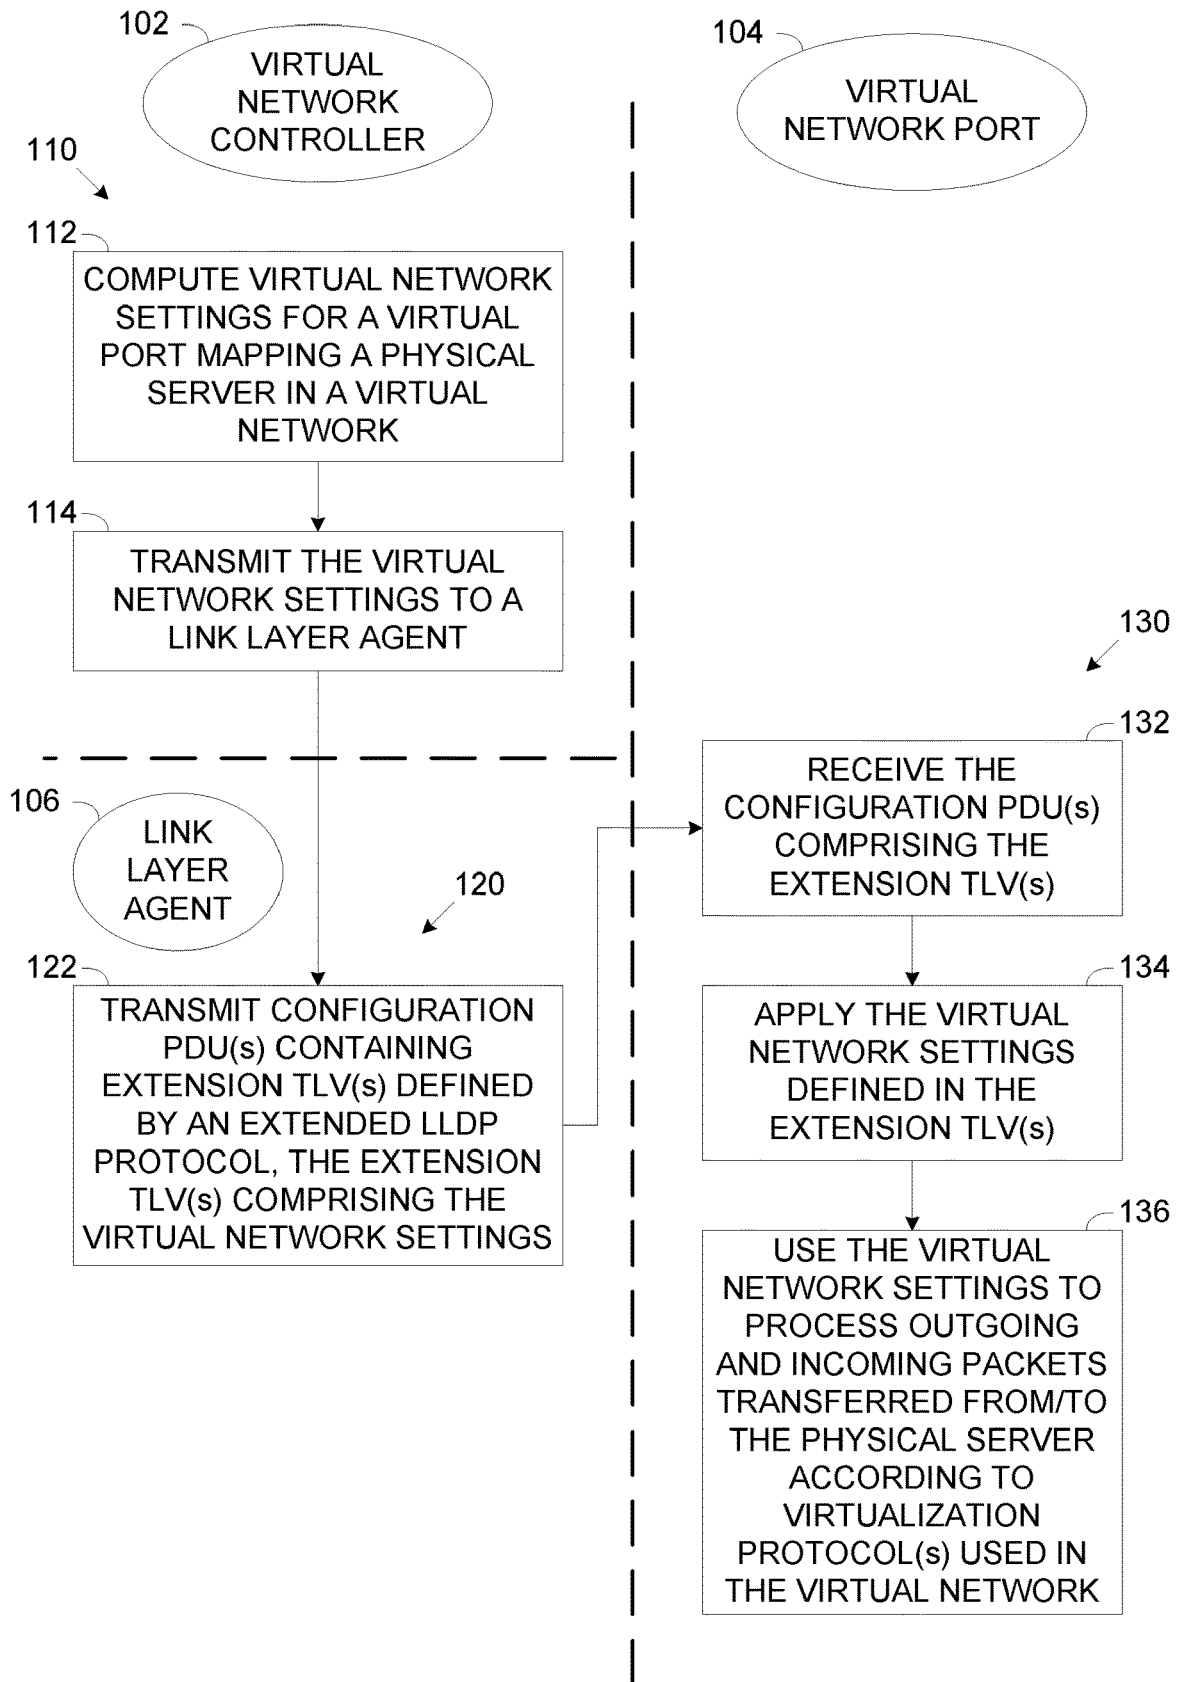 102
VIRTUAL
NETWORK
CONTROLLER
104
VIRTUAL
NETWORK PORT
110
112
COMPUTE VIRTUAL NETWORK
SETTINGS FOR A VIRTUAL
PORT MAPPING A PHYSICAL
SERVER IN A VIRTUAL
NETWORK
114
TRANSMIT THE VIRTUAL
NETWORK SETTINGS TO A
LINK LAYER AGENT
106
LINK
LAYER
AGENT
120
122
TRANSMIT CONFIGURATION
PDU(s) CONTAINING
EXTENSION TLV(s) DEFINED
BY AN EXTENDED LLDP
PROTOCOL, THE EXTENSION
TLV(s) COMPRISING THE
VIRTUAL NETWORK SETTINGS
130
132
RECEIVE THE
CONFIGURATION PDU(s)
COMPRISING THE
EXTENSION TLV(s)
134
APPLY THE VIRTUAL
NETWORK SETTINGS
DEFINED IN THE
EXTENSION TLV(s)
136
USE THE VIRTUAL
NETWORK SETTINGS TO
PROCESS OUTGOING
AND INCOMING PACKETS
TRANSFERRED FROM/TO
THE PHYSICAL SERVER
ACCORDING TO
VIRTUALIZATION
PROTOCOL(s) USED IN
THE VIRTUAL NETWORK